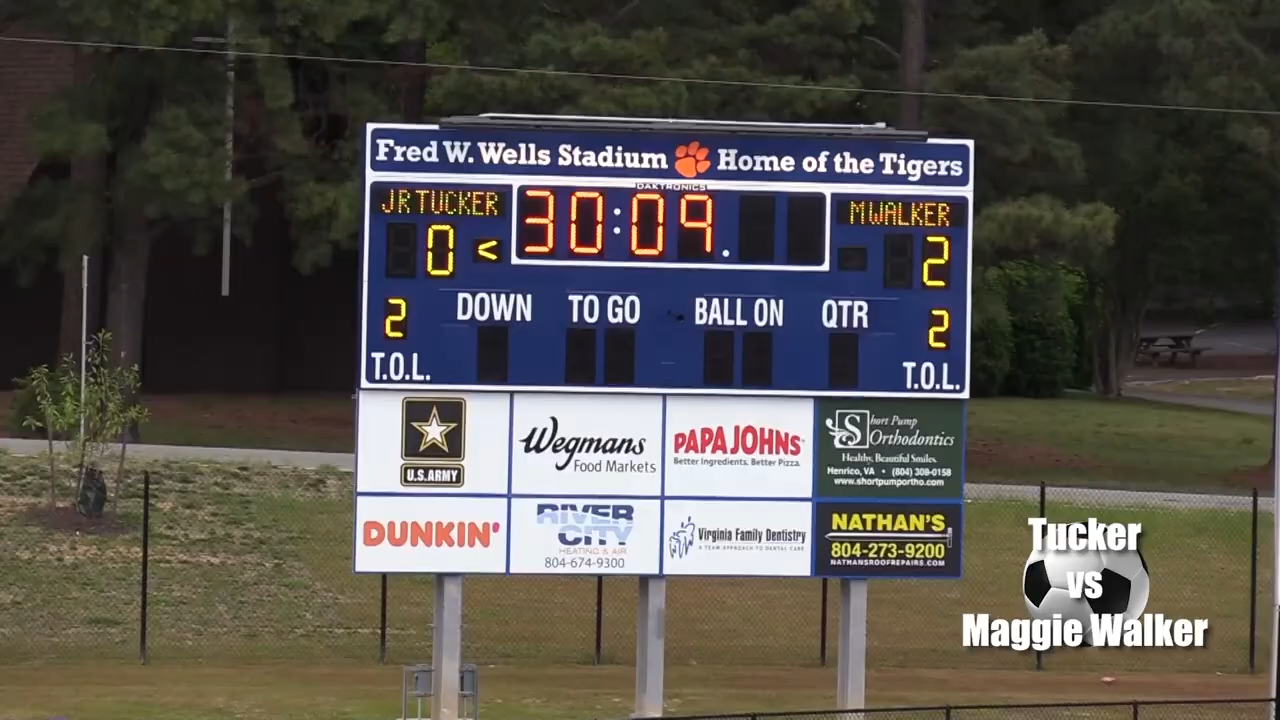 Fred W. Wells Stadium Home of the Tigers
DAKTRONICS
JR TUCKER 30:09. M WALKER
0 < 2
DOWN TO GO BALL ON QTR
2 2
T.O.L. T.O.L.
U.S.ARMY
Wegmans
Food Markets
PAPA JOHNS
Better Ingredients. Better Pizza.
Short Pump
Orthodontics
Healthy, Beautiful Smiles.
Henrico, VA • (804) 308-0158
www.shortpumportho.com
DUNKIN'
RIVER
CITY
HEATING & AIR
804-674-9300
Virginia Family Dentistry
A TEAM APPROACH TO DENTAL CARE
NATHAN'S
804-273-9200
NATHANSROOFREPAIRS.COM
Tucker
vs
Maggie Walker